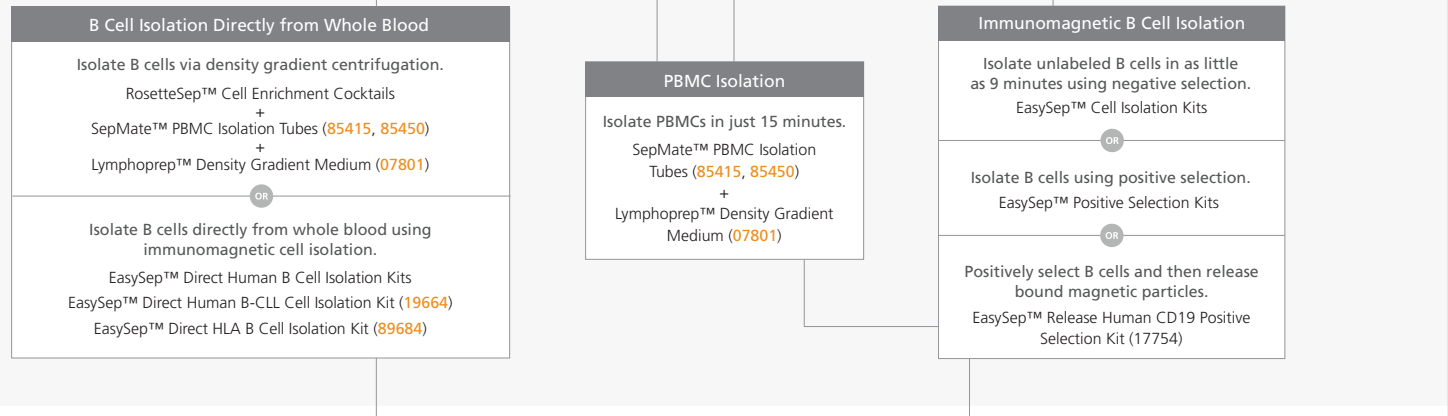 B Cell Isolation Directly from Whole Blood
Isolate B cells via density gradient centrifugation.
RosetteSep™ Cell Enrichment Cocktails
+
SepMate™ PBMC Isolation Tubes (85415, 85450)
+
Lymphoprep™ Density Gradient Medium (07801)
OR
Isolate B cells directly from whole blood using
immunomagnetic cell isolation.
EasySep™ Direct Human B Cell Isolation Kits
EasySep™ Direct Human B-CLL Cell Isolation Kit (19664)
EasySep™ Direct HLA B Cell Isolation Kit (89684)
PBMC Isolation
Isolate PBMCs in just 15 minutes.
SepMate™ PBMC Isolation
Tubes (85415, 85450)
+
Lymphoprep™ Density Gradient
Medium (07801)
Immunomagnetic B Cell Isolation
Isolate unlabeled B cells in as little
as 9 minutes using negative selection.
EasySep™ Cell Isolation Kits
OR
Isolate B cells using positive selection.
EasySep™ Positive Selection Kits
OR
Positively select B cells and then release
bound magnetic particles.
EasySep™ Release Human CD19 Positive
Selection Kit (17754)